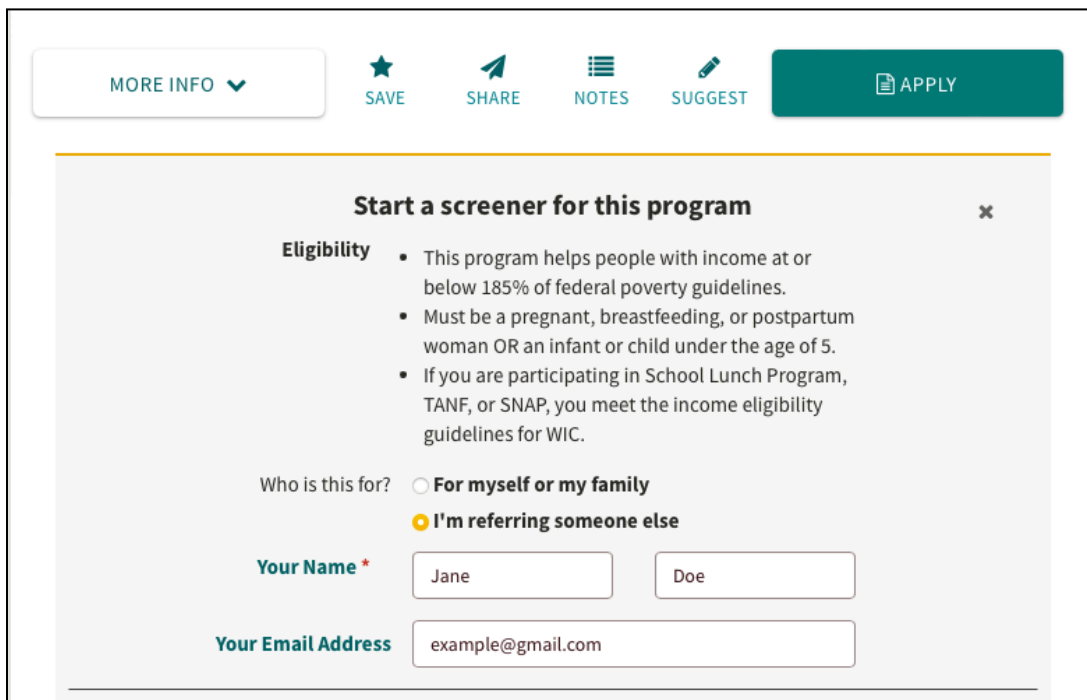 MORE INFO
SAVE
SHARE
NOTES
SUGGEST
APPLY
Start a screener for this program
Eligibility
This program helps people with income at or
below 185% of federal poverty guidelines.
Must be a pregnant, breastfeeding, or postpartum
woman OR an infant or child under the age of 5.
If you are participating in School Lunch Program,
TANF, or SNAP, you meet the income eligibility
guidelines for WIC.
Who is this for?
For myself or my family
I'm referring someone else
Your Name *
Jane
Doe
Your Email Address
example@gmail.com